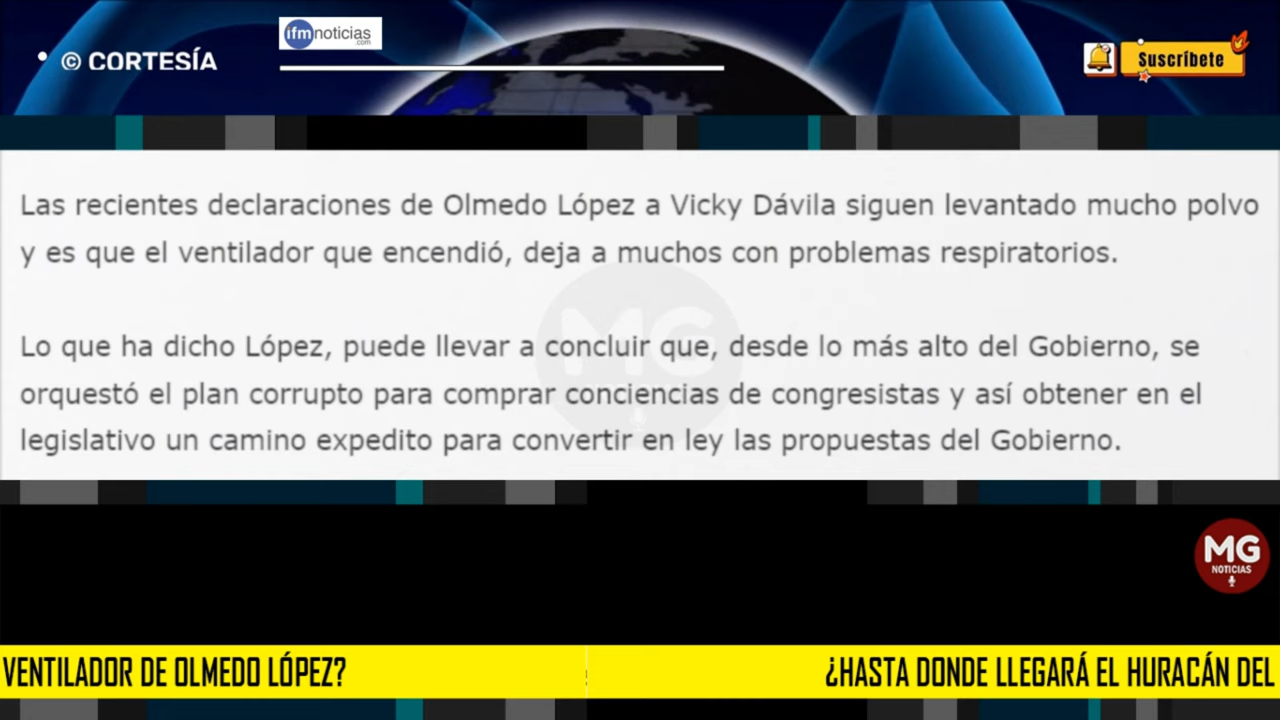 © CORTESÍA
ifmnoticias
.com
Suscríbete
Las recientes declaraciones de Olmedo López a Vicky Dávila siguen levantado mucho polvo
y es que el ventilador que encendió, deja a muchos con problemas respiratorios.
MG
Lo que ha dicho López, puede llevar a concluir que, desde lo más alto del Gobierno, se
orquestó el plan corrupto para comprar conciencias de congresistas y así obtener en el
legislativo un camino expedito para convertir en ley las propuestas del Gobierno.
MG
NOTICIAS
VENTILADOR DE OLMEDO LÓPEZ?
¿HASTA DONDE LLEGARÁ EL HURACÁN DEL